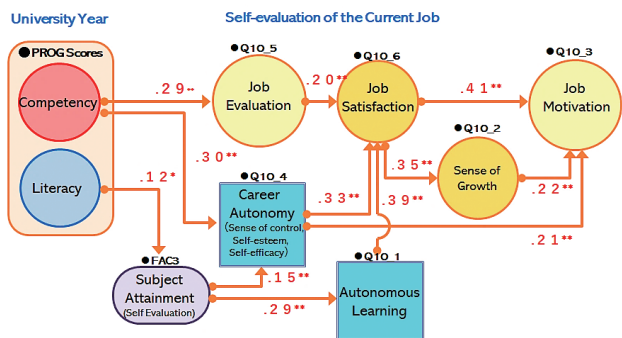 University Year
Self-evaluation of the Current Job
●PROG Scores
●Q10_5
●Q10_6
●Q10_3
Competency
.29**
Job
Evaluation
.20**
Job
Satisfaction
.41**
Job
Motivation
●Q10_2
.30**
●Q10_4
.35**
Sense of
Growth
Literacy
.12*
Career
Autonomy
(Sense of control,
Self-esteem,
Self-efficacy)
.33**
.39**
.22**
.21**
●FAC3
●Q10_1
Subject
Attainment
(Self Evaluation)
.15**
.29**
Autonomous
Learning